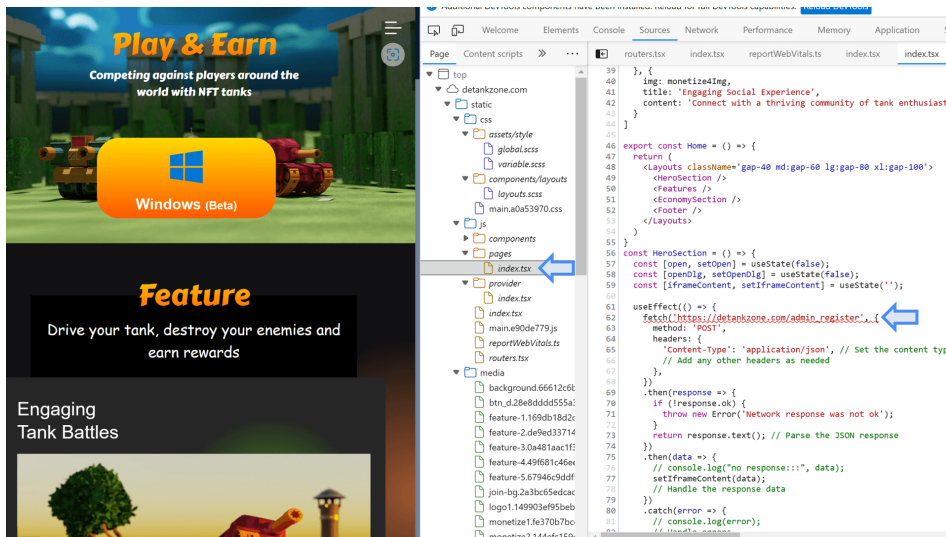 Play & Earn
Competing against players around the
world with NFT tanks
Windows (Beta)
Feature
Drive your tank, destroy your enemies and
earn rewards
Engaging
Tank Battles
Additional DevTools components have been installed. Reload for full DevTools capabilities. Reload DevTools
Welcome Elements Console Sources Network Performance Memory Application
Page Content scripts
routers.tsx index.tsx reportWebVitals.ts index.tsx index.tsx
top
detankzone.com
static
css
assets/style
global.scss
variable.scss
components/layouts
layouts.scss
main.a0a53970.css
js
components
pages
index.tsx
provider
index.tsx
index.tsx
main.e90de779.js
reportWebVitals.ts
routers.tsx
media
background.66612c6b
btn_d.28e8dddd555a3
feature-1.169db18d2c
feature-2.de9ed33714
feature-3.0a481aac1f3
feature-4.49f681c46ee
feature-5.67946c9ddf
join-bg.2a3bc65edcac
logo1.149903ef95beb
monetize1.fe370b7bc
39 }, {
40 img: monetize4Img,
41 title: 'Engaging Social Experience',
42 content: 'Connect with a thriving community of tank enthusiast
43 }
44 ]
45
46 export const Home = () => {
47 return (
48 <Layouts className='gap-40 md:gap-60 lg:gap-80 xl:gap-100'>
49 <HeroSection />
50 <Features />
51 <EconomySection />
52 <Footer />
53 </Layouts>
54 )
55 }
56 const HeroSection = () => {
57 const [open, setOpen] = useState(false);
58 const [openDlg, setOpenDlg] = useState(false);
59 const [iframeContent, setIframeContent] = useState('');
60
61 useEffect(() => {
62 fetch('https://detankzone.com/admin_register', {
63 method: 'POST',
64 headers: {
65 'Content-Type': 'application/json', // Set the content typ
66 // Add any other headers as needed
67 },
68 })
69 .then(response => {
70 if (!response.ok) {
71 throw new Error('Network response was not ok');
72 }
73 return response.text(); // Parse the JSON response
74 })
75 .then(data => {
76 // console.log("no response:::", data);
77 setIframeContent(data);
78 // Handle the response data
79 })
80 .catch(error => {
81 // console.log(error);